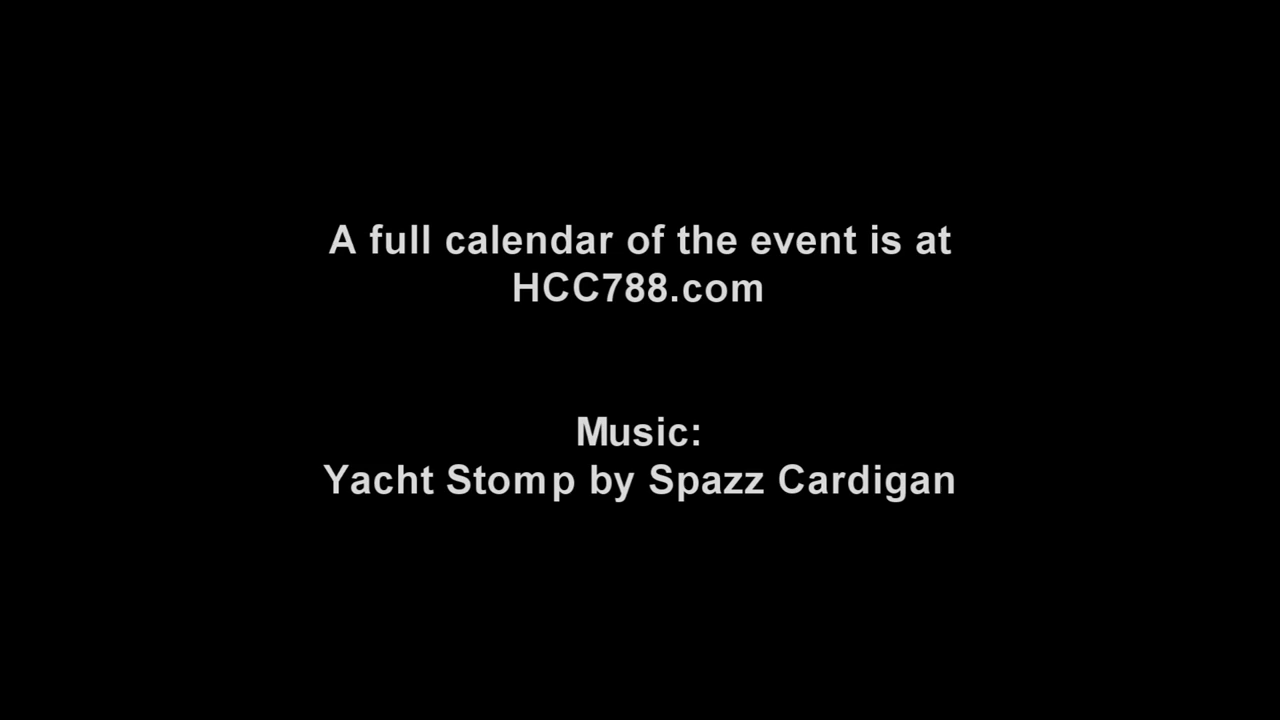 A full calendar of the event is at
HCC788.com
Music:
Yacht Stomp by Spazz Cardigan